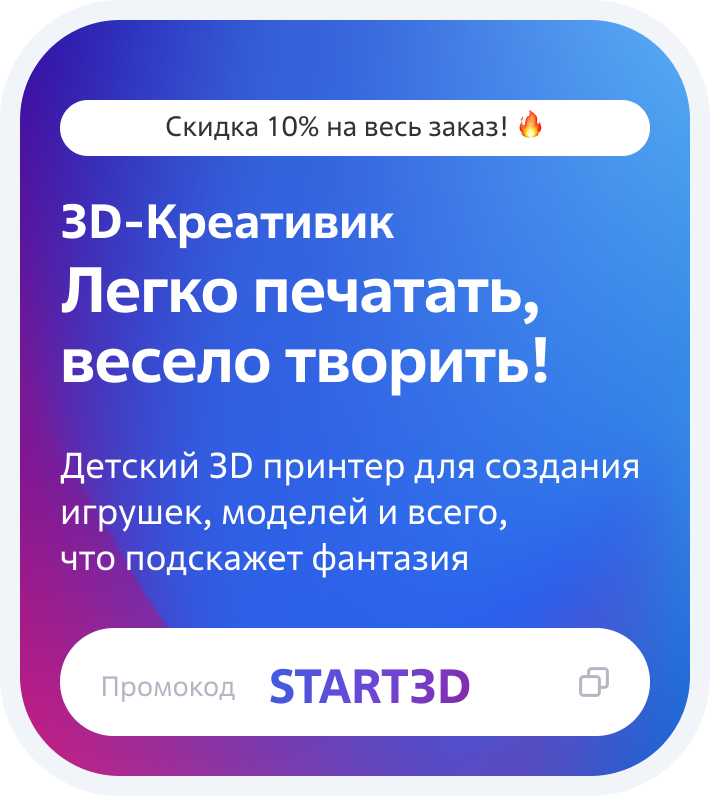 Скидка 10% на весь заказ! 🔥
3D-Креативик
Легко печатать,
весело творить!
Детский 3D принтер для создания
игрушек, моделей и всего,
что подскажет фантазия
Промокод START3D